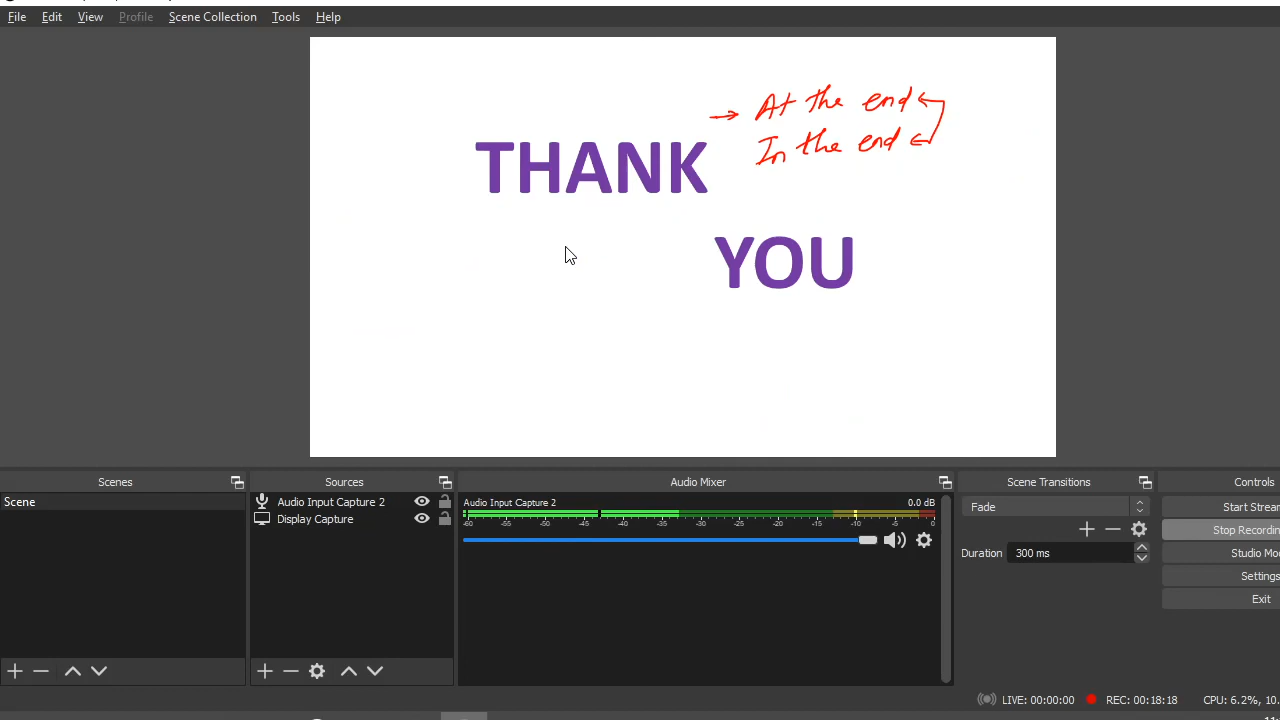 File Edit View Profile Scene Collection Tools Help
→ At the end
In the end
THANK
YOU
Scenes
Scene
Sources
Audio Input Capture 2
Display Capture
Audio Mixer
Audio Input Capture 2 0.0 dB
-60 -55 -50 -45 -40 -35 -30 -25 -20 -15 -10 -5 0
Scene Transitions
Fade
Duration 300 ms
Controls
Start Stream
Stop Recordin
Studio Mo
Settings
Exit
LIVE: 00:00:00 REC: 00:18:18 CPU: 6.2%, 10.